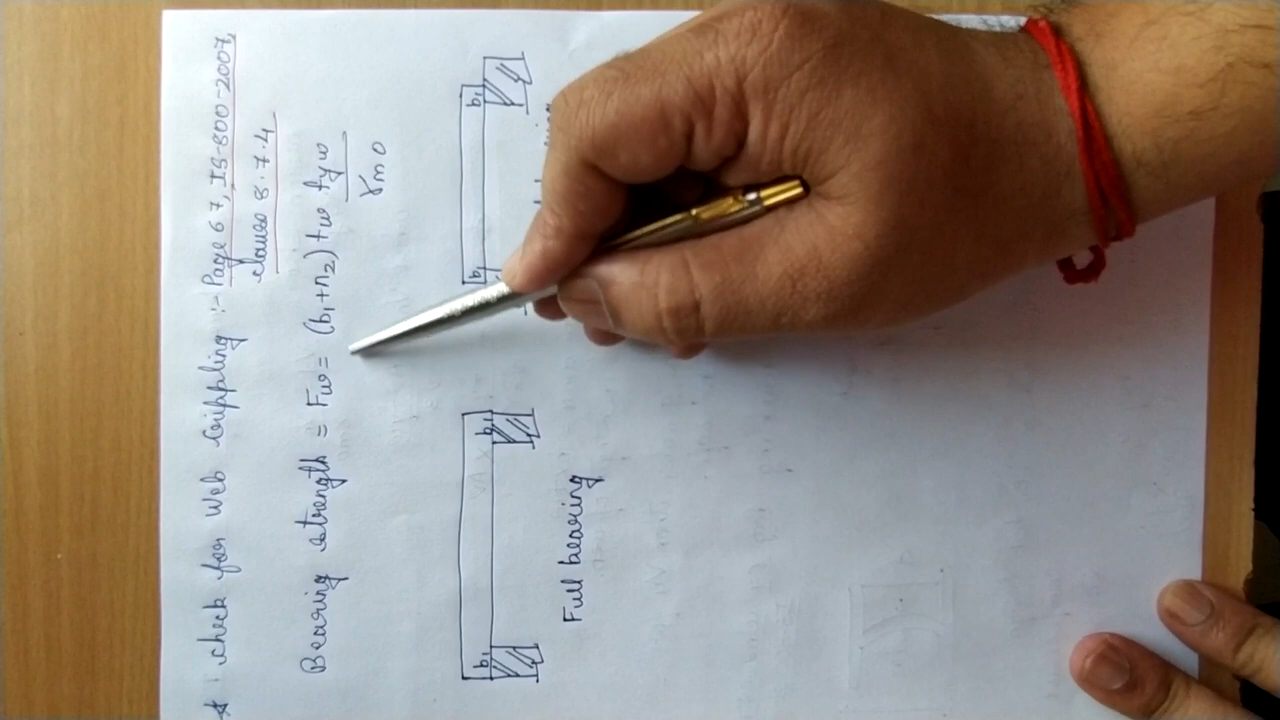 * check for Web Crippling :- Page 67, IS-800-2007,
clause 8.7.4
Bearing strength = Fw = (b1+n2) tw fyw
γm0
b1 b1 b1 b1
Full bearing